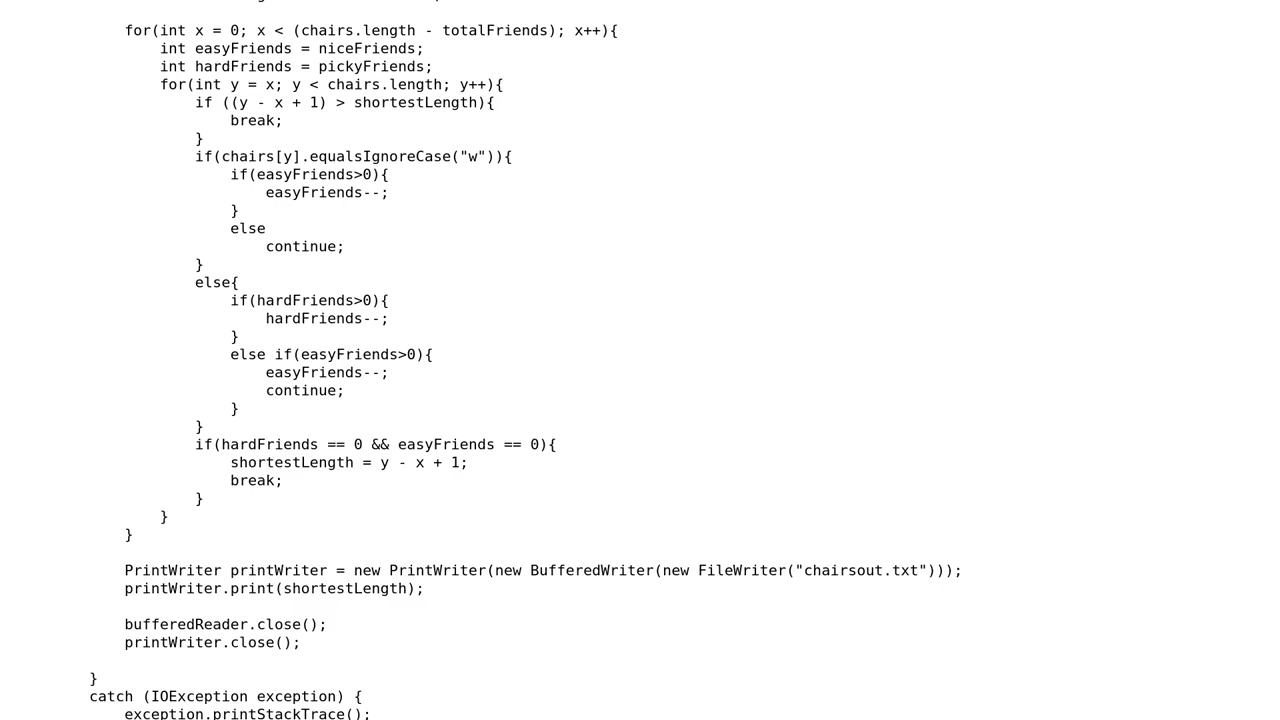 for(int x = 0; x < (chairs.length - totalFriends); x++){
int easyFriends = niceFriends;
int hardFriends = pickyFriends;
for(int y = x; y < chairs.length; y++){
if ((y - x + 1) > shortestLength){
break;
}
if(chairs[y].equalsIgnoreCase("w")){
if(easyFriends>0){
easyFriends--;
}
else
continue;
}
else{
if(hardFriends>0){
hardFriends--;
}
else if(easyFriends>0){
easyFriends--;
continue;
}
}
if(hardFriends == 0 && easyFriends == 0){
shortestLength = y - x + 1;
break;
}
}
}
PrintWriter printWriter = new PrintWriter(new BufferedWriter(new FileWriter("chairsout.txt")));
printWriter.print(shortestLength);
bufferedReader.close();
printWriter.close();
}
catch (IOException exception) {
exception.printStackTrace();